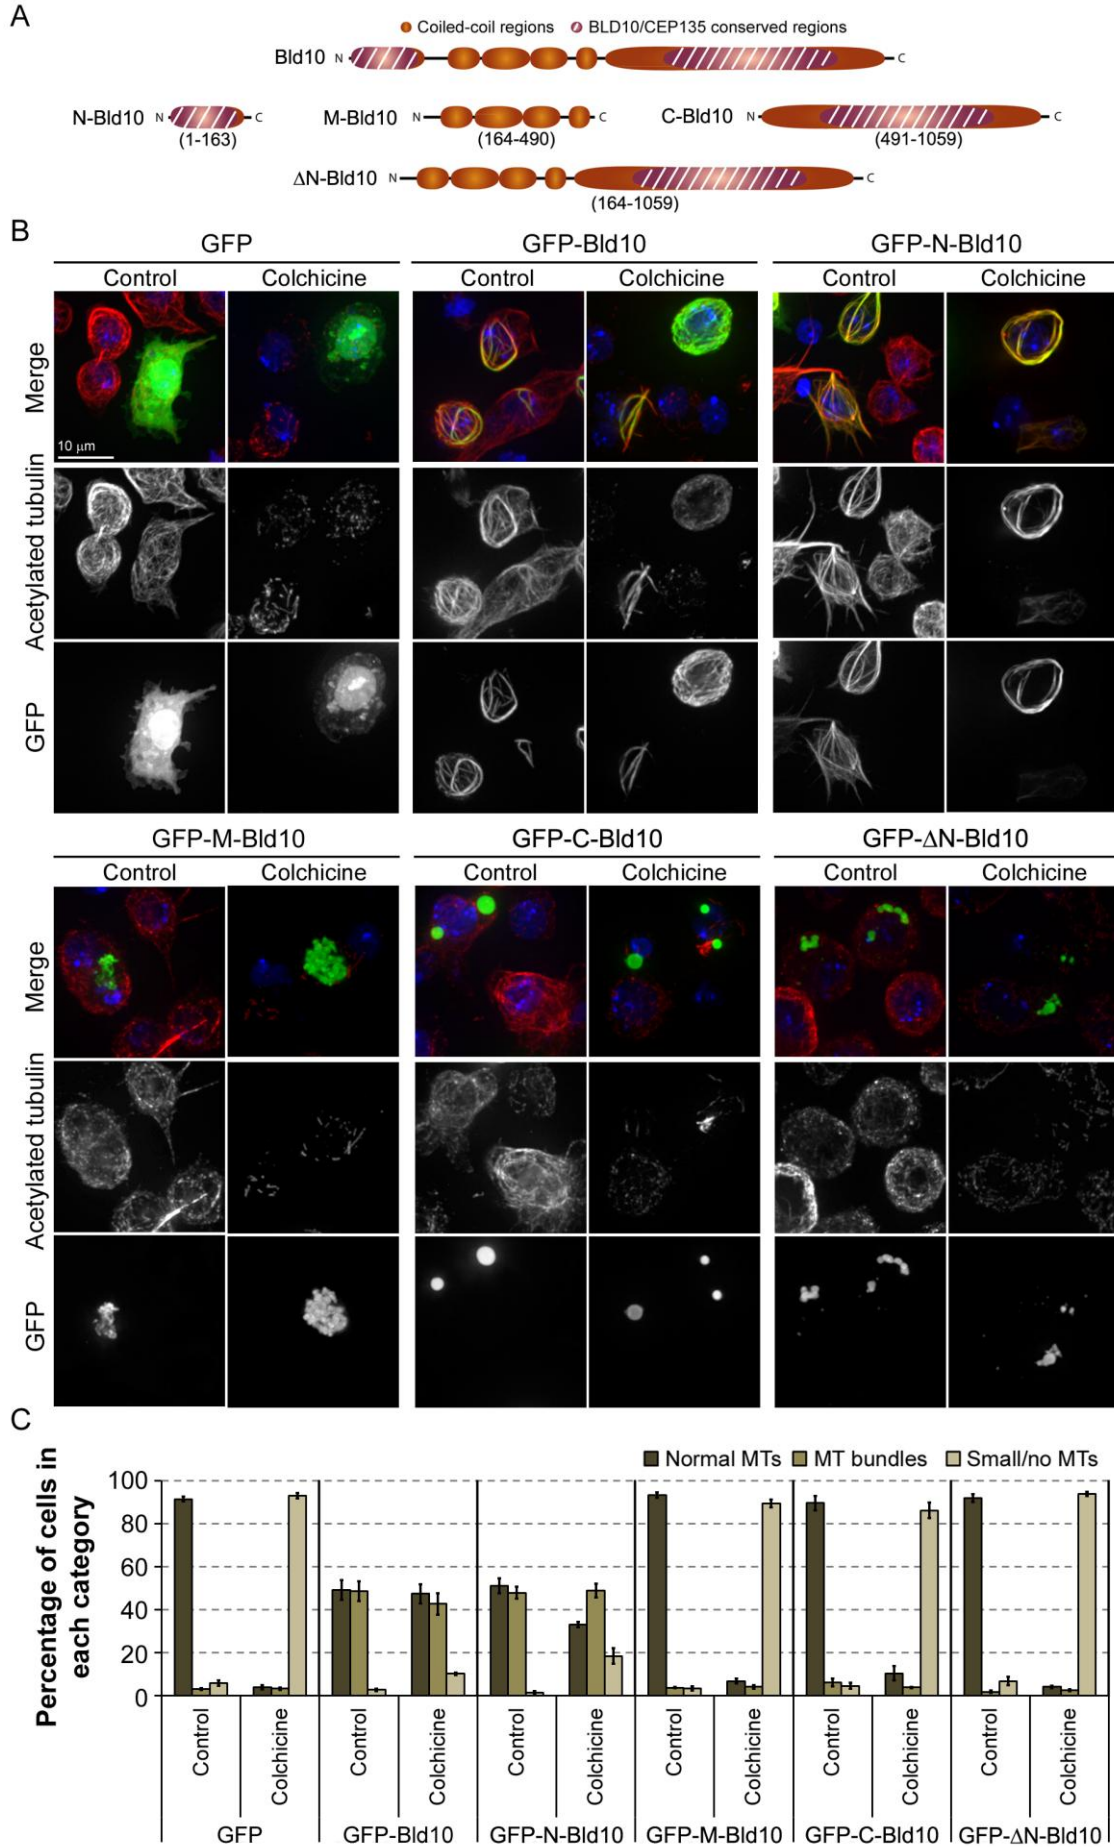 A
Coiled-coil regions BLD10/CEP135 conserved regions
Bld10 N C
N-Bld10 N C M-Bld10 N C C-Bld10 N C
(1-163) (164-490) (491-1059)
ΔN-Bld10 N C
(164-1059)
B
GFP GFP-Bld10 GFP-N-Bld10
Control Colchicine Control Colchicine Control Colchicine
Merge
10 μm
Acetylated tubulin
GFP
GFP-M-Bld10 GFP-C-Bld10 GFP-ΔN-Bld10
Control Colchicine Control Colchicine Control Colchicine
Merge
Acetylated tubulin
GFP
C
Normal MTs MT bundles Small/no MTs
Percentage of cells in
each category
100
80
60
40
20
0
Control Colchicine Control Colchicine Control Colchicine Control Colchicine Control Colchicine Control Colchicine
GFP GFP-Bld10 GFP-N-Bld10 GFP-M-Bld10 GFP-C-Bld10 GFP-ΔN-Bld10